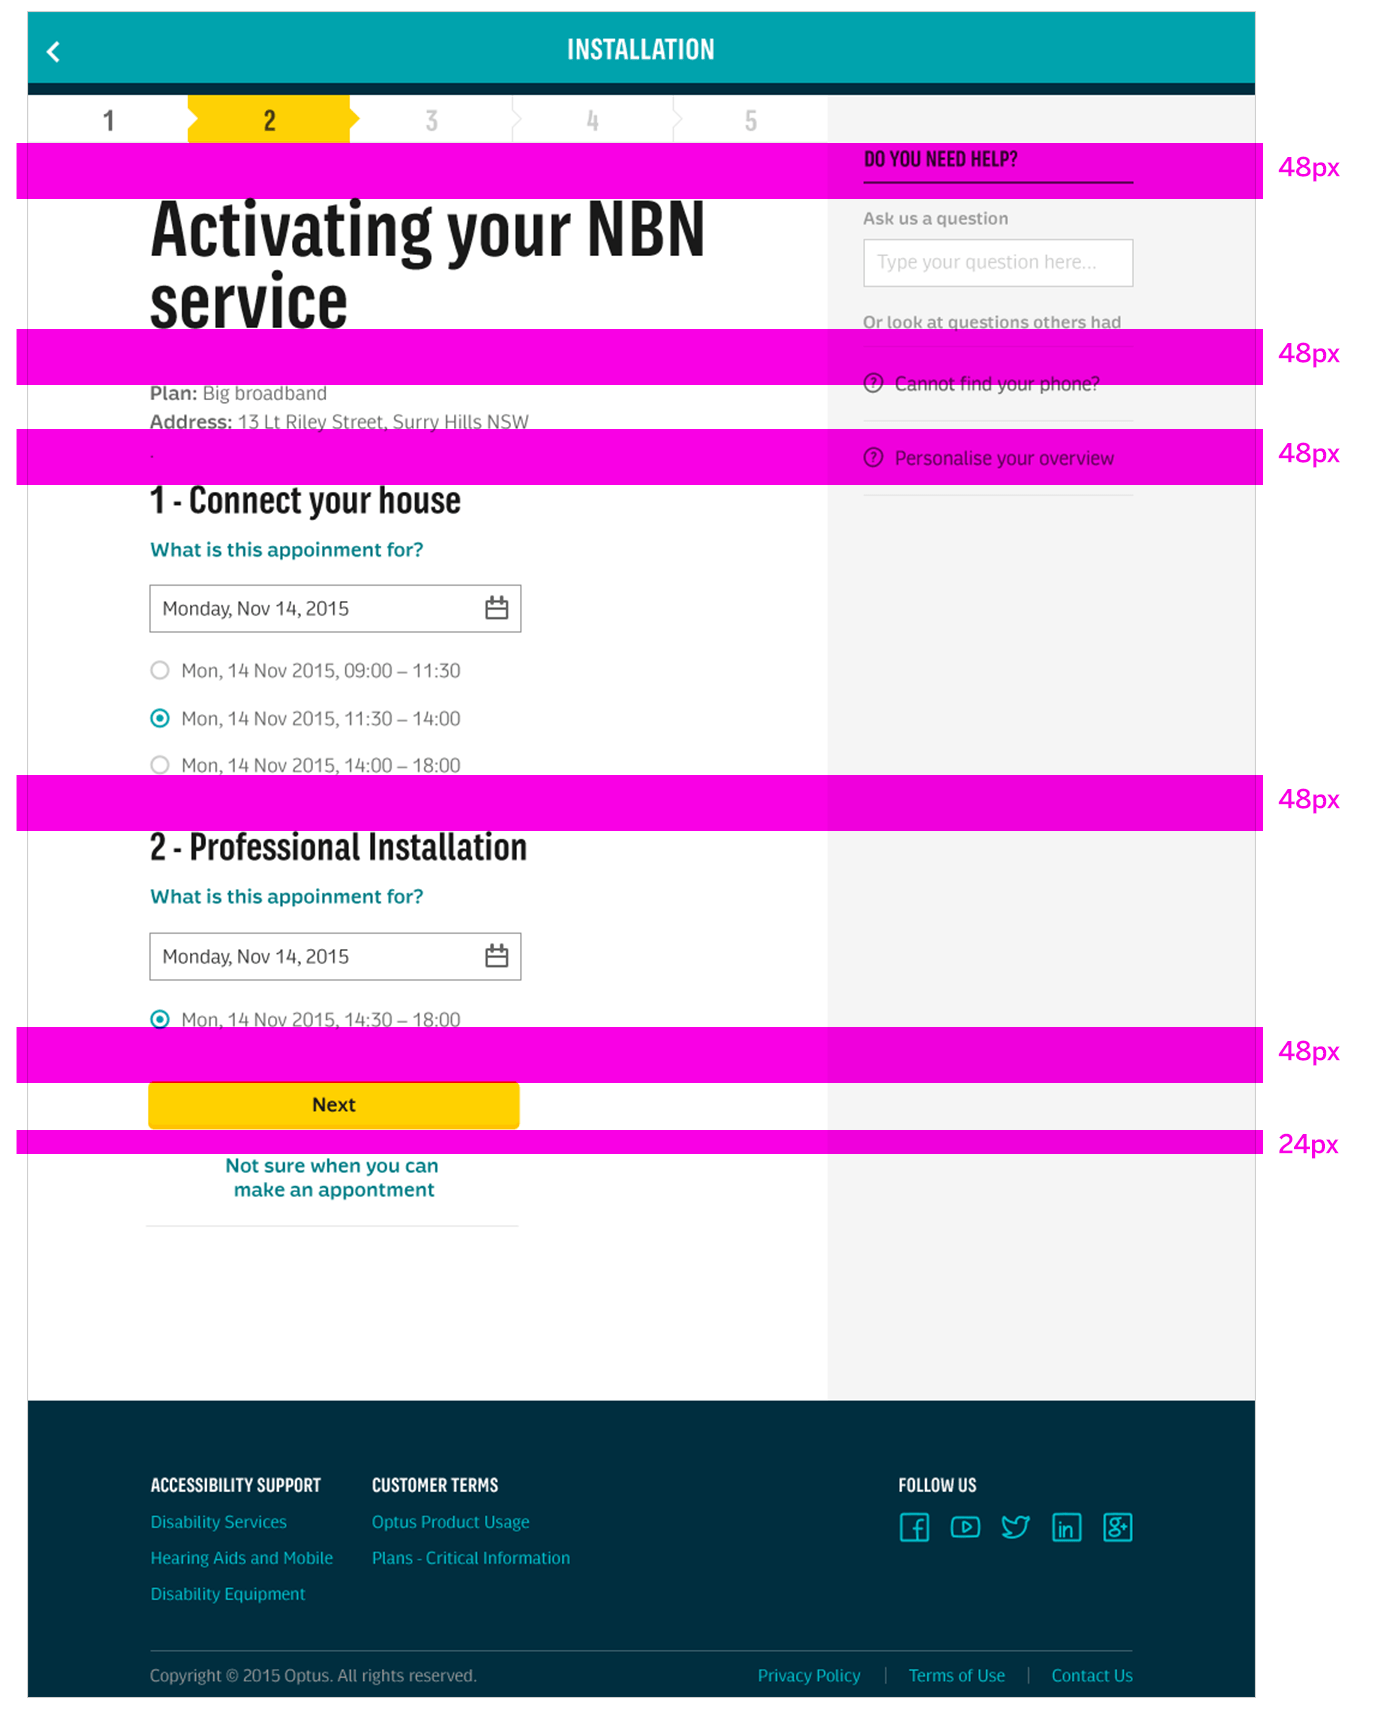 INSTALLATION
1
2
3
4
5
DO YOU NEED HELP?
48px
Activating your NBN
service
Ask us a question
Type your question here...
Or look at questions others had
48px
Cannot find your phone?
Plan: Big broadband
Address: 13 Lt Riley Street, Surry Hills NSW
.
Personalise your overview
48px
1 - Connect your house
What is this appoinment for?
Monday, Nov 14, 2015
Mon, 14 Nov 2015, 09:00 – 11:30
Mon, 14 Nov 2015, 11:30 – 14:00
Mon, 14 Nov 2015, 14:00 – 18:00
48px
2 - Professional Installation
What is this appoinment for?
Monday, Nov 14, 2015
Mon, 14 Nov 2015, 14:30 – 18:00
48px
Next
24px
Not sure when you can
make an appontment
ACCESSIBILITY SUPPORT
Disability Services
Hearing Aids and Mobile
Disability Equipment
CUSTOMER TERMS
Optus Product Usage
Plans - Critical Information
FOLLOW US
Copyright © 2015 Optus. All rights reserved.
Privacy Policy | Terms of Use | Contact Us